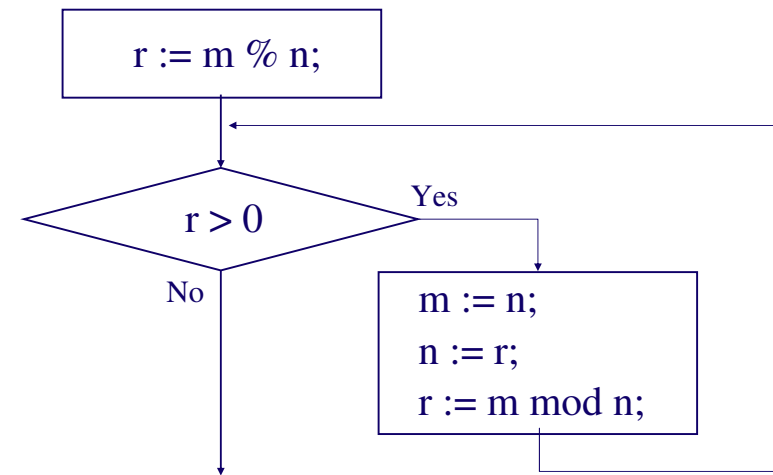 r := m % n;
r > 0
Yes
No
m := n;
n := r;
r := m mod n;